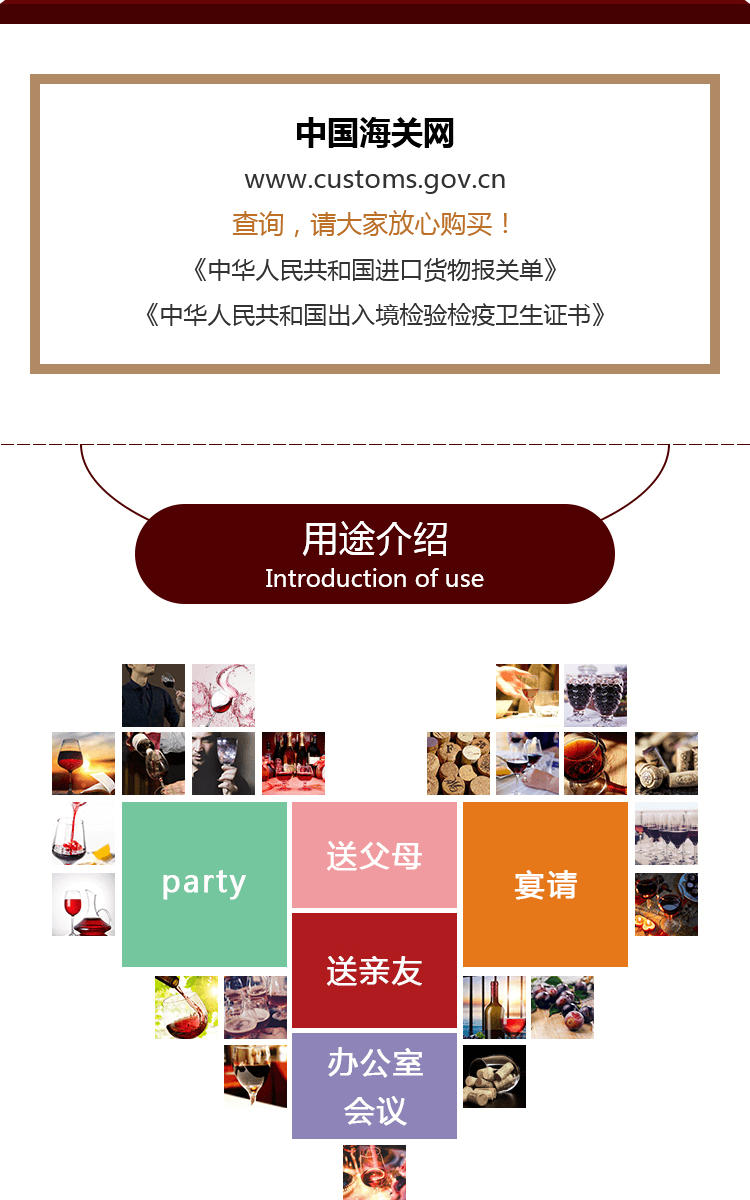 中国海关网
www.customs.gov.cn
查询，请大家放心购买！
《中华人民共和国进口货物报关单》
《中华人民共和国出入境检验检疫卫生证书》
用途介绍
Introduction of use
party
送父母
宴请
送亲友
办公室
会议